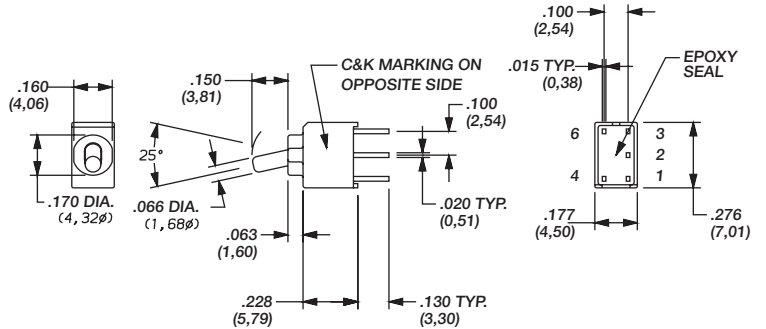 .160
(4,06)
.170 DIA.
(4,32ø)
.150
(3,81)
25°
.066 DIA.
(1,68ø)
C&K MARKING ON
OPPOSITE SIDE
.100
(2,54)
.020 TYP.
(0,51)
.063
(1,60)
.228
(5,79)
.130 TYP.
(3,30)
.100
(2,54)
.015 TYP.
(0,38)
EPOXY
SEAL
6 3
2
4 1
.177
(4,50)
.276
(7,01)